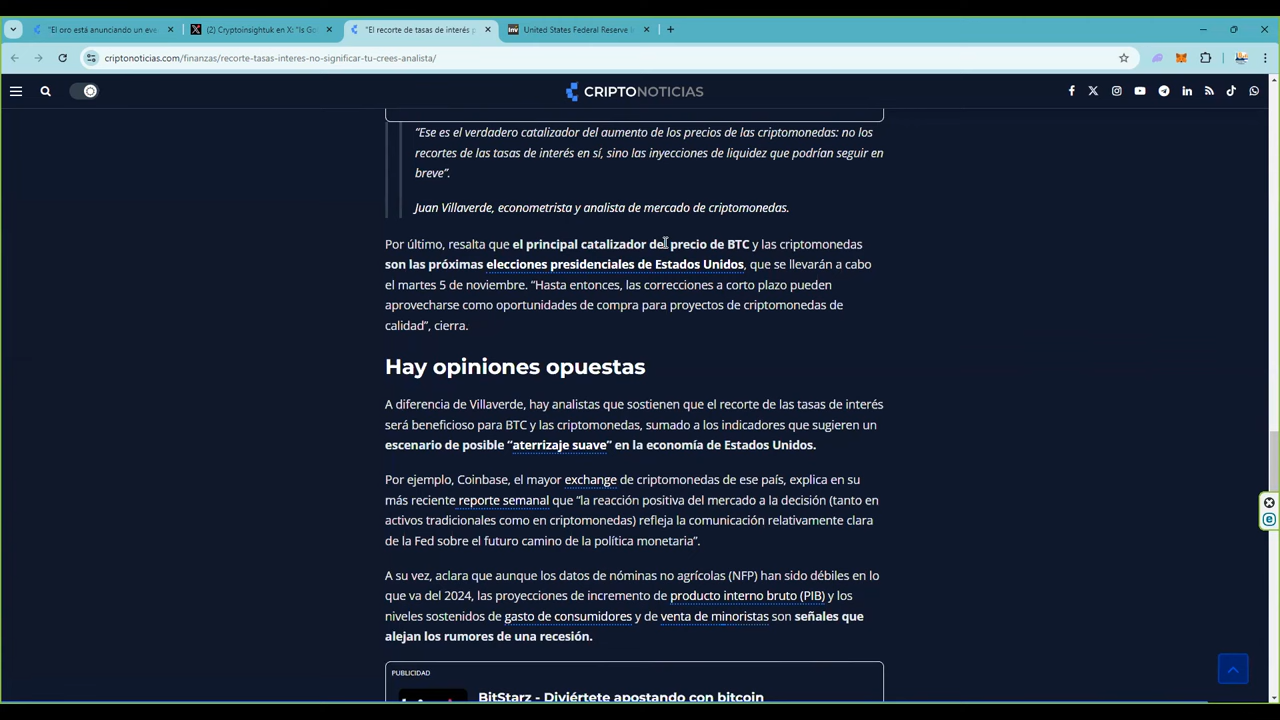 "El oro está anunciando un eve
(2) Cryptoinsightuk en X: "Is Go
"El recorte de tasas de interés p
United States Federal Reserve In
criptonoticias.com/finanzas/recorte-tasas-interes-no-significar-tu-crees-analista/
CRIPTONOTICIAS
"Ese es el verdadero catalizador del aumento de los precios de las criptomonedas: no los
recortes de las tasas de interés en sí, sino las inyecciones de liquidez que podrían seguir en
breve".
Juan Villaverde, econometrista y analista de mercado de criptomonedas.
Por último, resalta que el principal catalizador del precio de BTC y las criptomonedas
son las próximas elecciones presidenciales de Estados Unidos, que se llevarán a cabo
el martes 5 de noviembre. "Hasta entonces, las correcciones a corto plazo pueden
aprovecharse como oportunidades de compra para proyectos de criptomonedas de
calidad", cierra.
Hay opiniones opuestas
A diferencia de Villaverde, hay analistas que sostienen que el recorte de las tasas de interés
será beneficioso para BTC y las criptomonedas, sumado a los indicadores que sugieren un
escenario de posible "aterrizaje suave" en la economía de Estados Unidos.
Por ejemplo, Coinbase, el mayor exchange de criptomonedas de ese país, explica en su
más reciente reporte semanal que "la reacción positiva del mercado a la decisión (tanto en
activos tradicionales como en criptomonedas) refleja la comunicación relativamente clara
de la Fed sobre el futuro camino de la política monetaria".
A su vez, aclara que aunque los datos de nóminas no agrícolas (NFP) han sido débiles en lo
que va del 2024, las proyecciones de incremento de producto interno bruto (PIB) y los
niveles sostenidos de gasto de consumidores y de venta de minoristas son señales que
alejan los rumores de una recesión.
PUBLICIDAD
BitStarz - Diviértete apostando con bitcoin